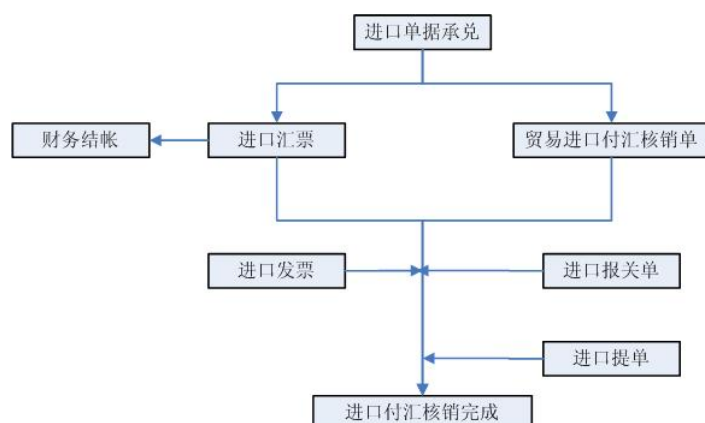 进口单据承兑
财务结帐
进口汇票
贸易进口付汇核销单
进口发票
进口报关单
进口提单
进口付汇核销完成